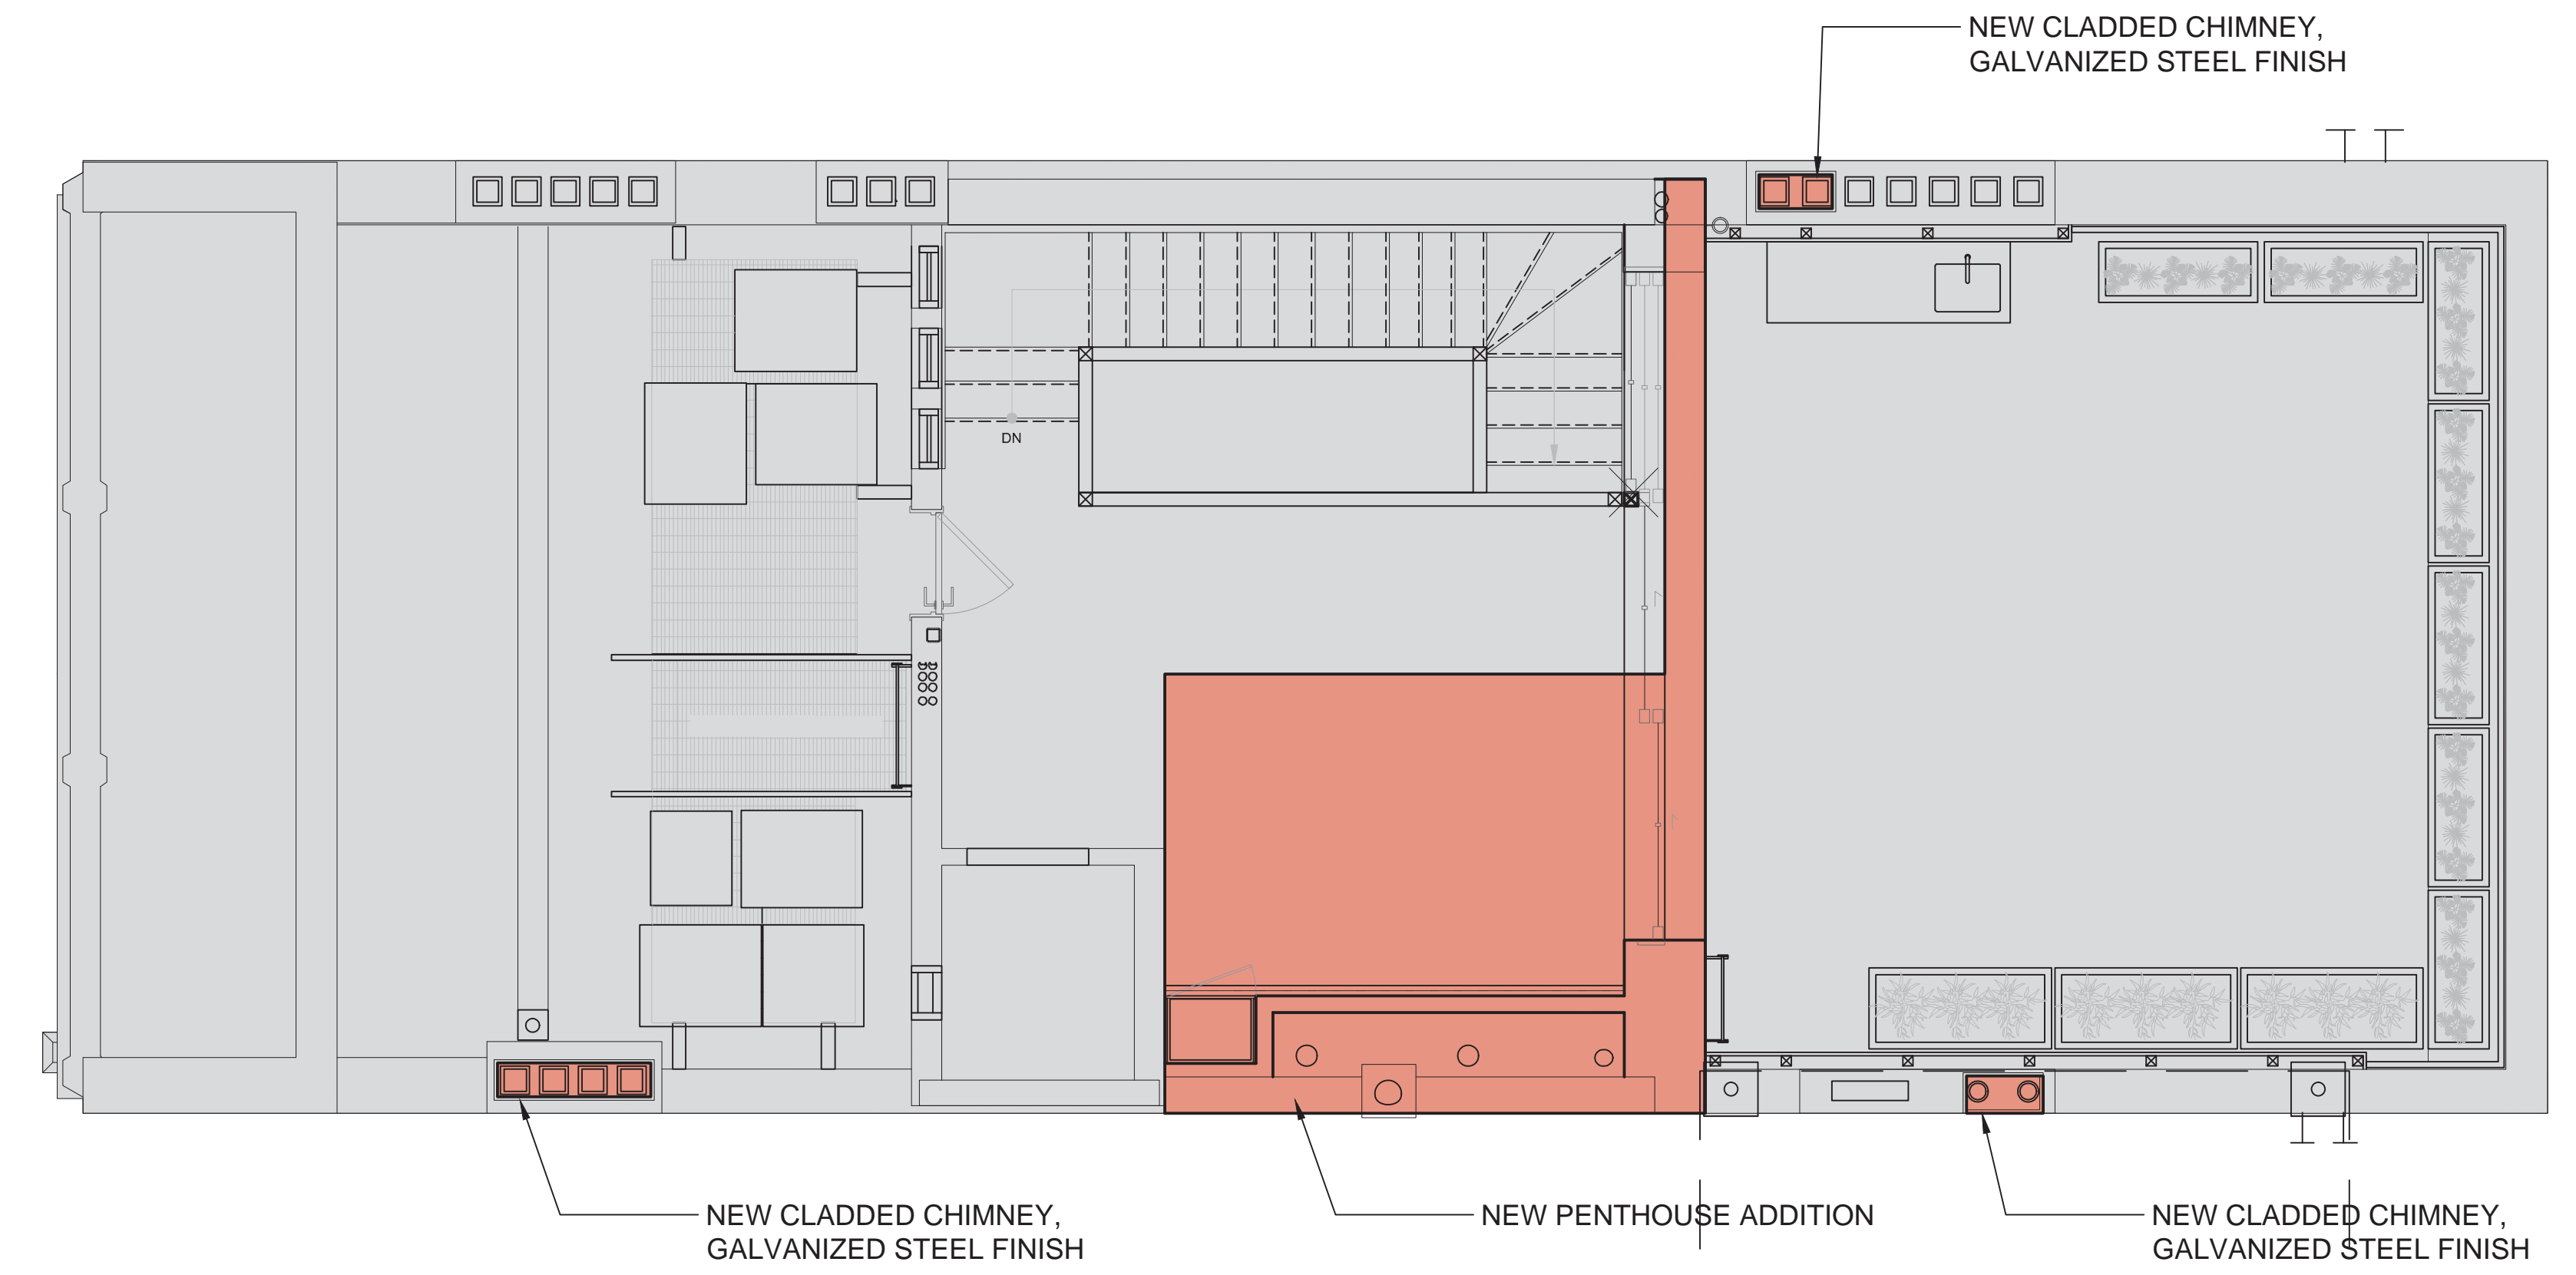 NEW CLADDED CHIMNEY,
GALVANIZED STEEL FINISH
DN
NEW CLADDED CHIMNEY,
GALVANIZED STEEL FINISH
NEW PENTHOUSE ADDITION
NEW CLADDED CHIMNEY,
GALVANIZED STEEL FINISH